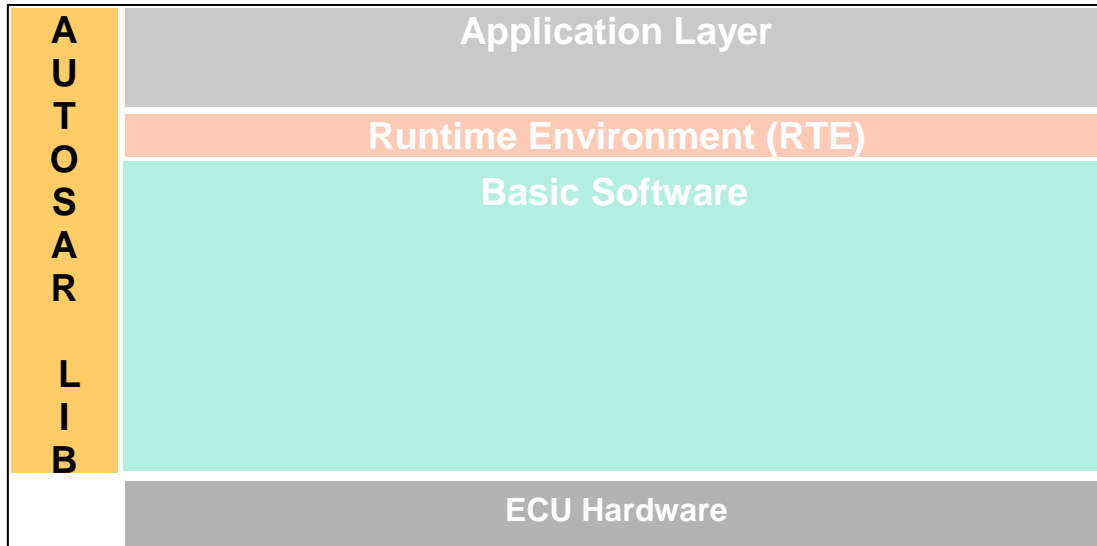 A
U
T
O
S
A
R
L
I
B
Application Layer
Runtime Environment (RTE)
Basic Software
ECU Hardware